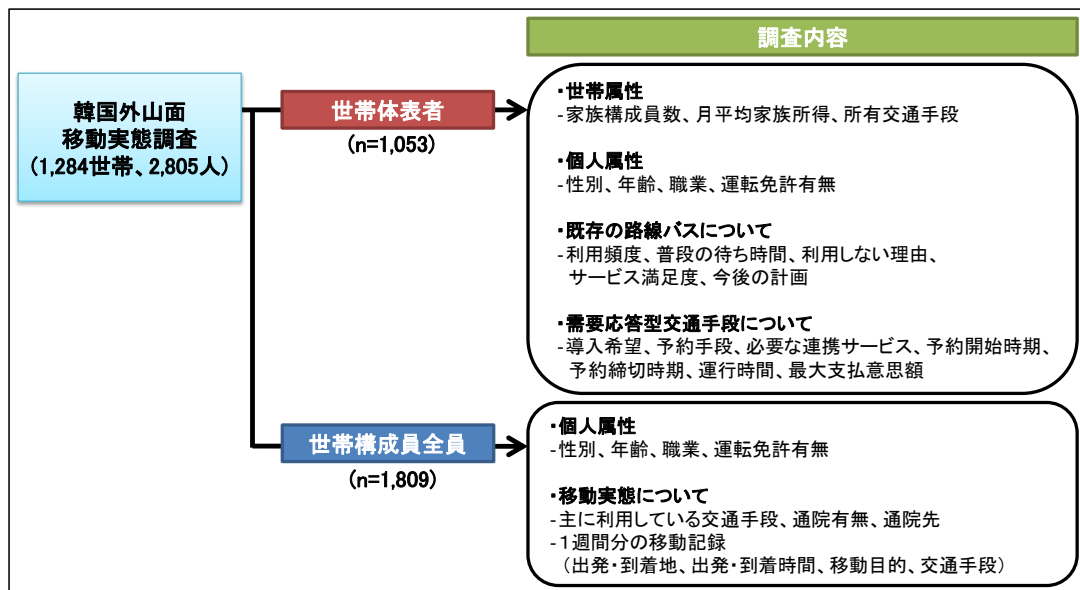 調査内容
韓国外山面
移動実態調査
(1,284世帯、2,805人)
世帯体表者
(n=1,053)
・世帯属性
-家族構成員数、月平均家族所得、所有交通手段
・個人属性
-性別、年齢、職業、運転免許有無
・既存の路線バスについて
-利用頻度、普段の待ち時間、利用しない理由、
サービス満足度、今後の計画
・需要応答型交通手段について
-導入希望、予約手段、必要な連携サービス、予約開始時期、
予約締切時期、運行時間、最大支払意思額
世帯構成員全員
(n=1,809)
・個人属性
-性別、年齢、職業、運転免許有無
・移動実態について
-主に利用している交通手段、通院有無、通院先
-１週間分の移動記録
（出発・到着地、出発・到着時間、移動目的、交通手段）